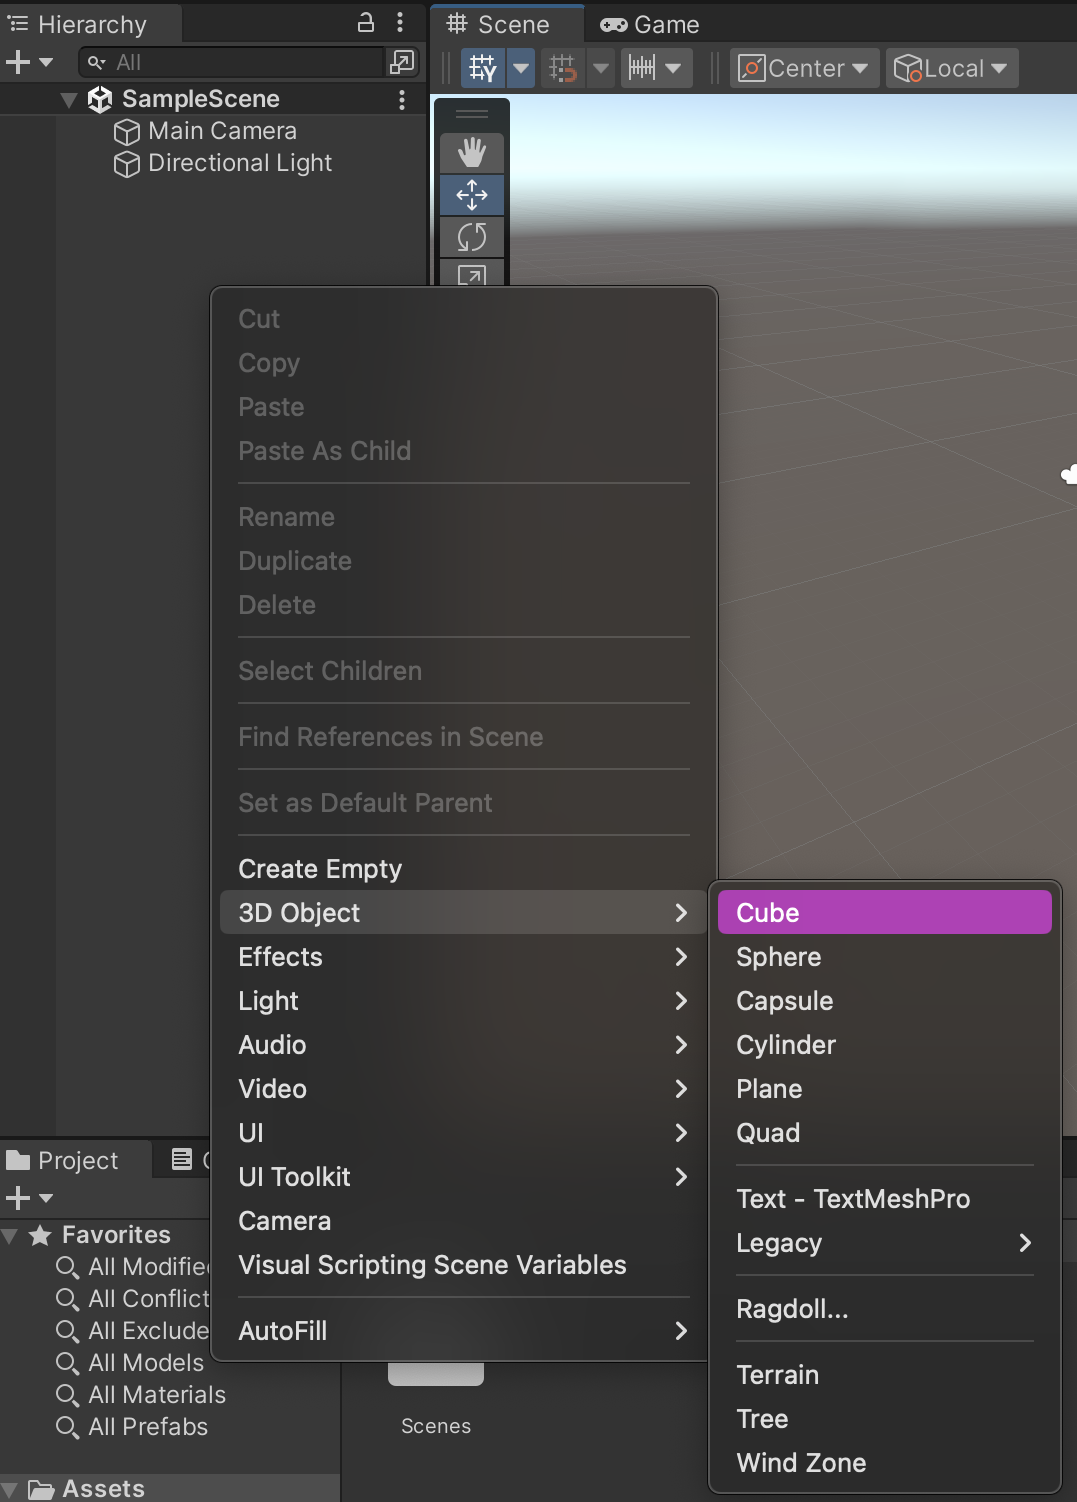 Hierarchy
All
SampleScene
Main Camera
Directional Light
Scene
Game
Center
Local
Cut
Copy
Paste
Paste As Child
Rename
Duplicate
Delete
Select Children
Find References in Scene
Set as Default Parent
Create Empty
3D Object
Effects
Light
Audio
Video
UI
UI Toolkit
Camera
Visual Scripting Scene Variables
AutoFill
Cube
Sphere
Capsule
Cylinder
Plane
Quad
Text - TextMeshPro
Legacy
Ragdoll...
Terrain
Tree
Wind Zone
Project
Favorites
All Modifie
All Conflict
All Exclude
All Models
All Materials
All Prefabs
Assets
Scenes